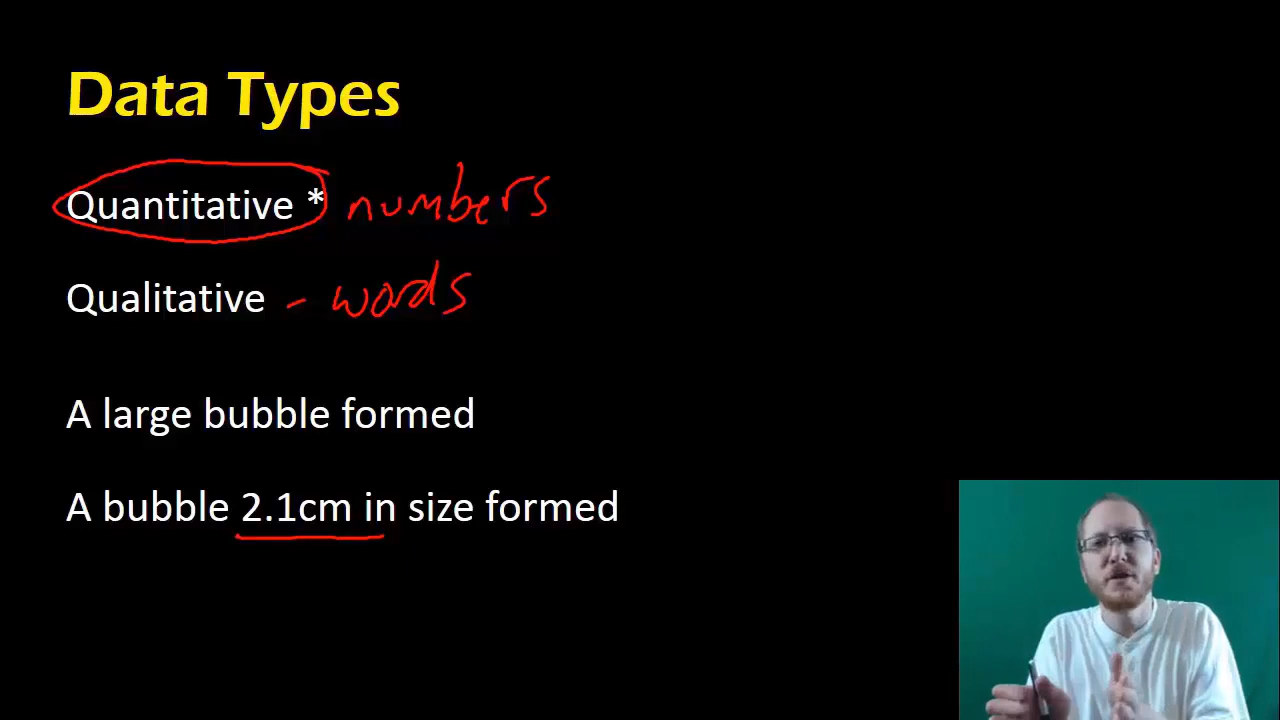 Data Types
Quantitative * numbers
Qualitative - words
A large bubble formed
A bubble 2.1cm in size formed